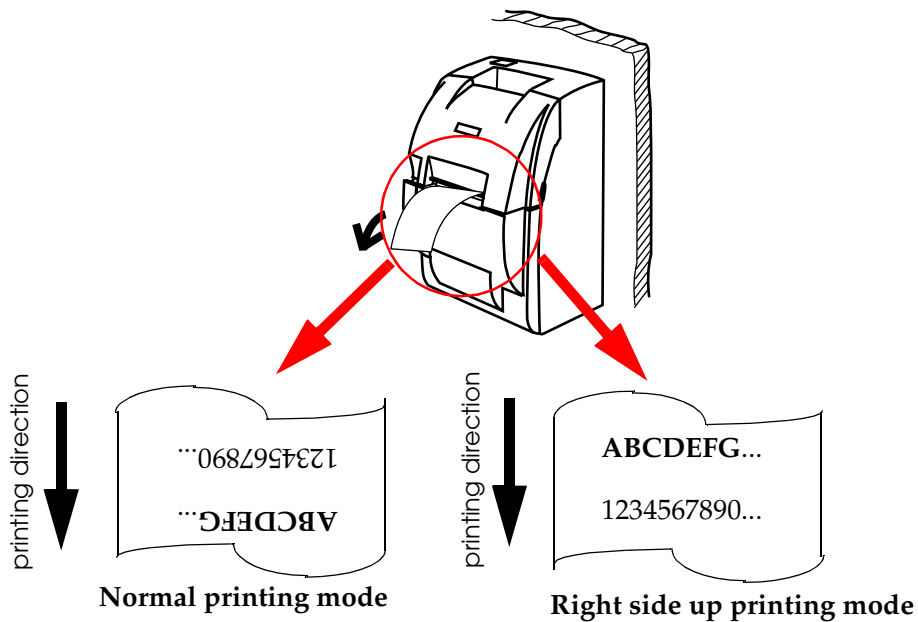 printing direction
ABCDEFG...
1234567890...
Normal printing mode
printing direction
ABCDEFG...
1234567890...
Right side up printing mode